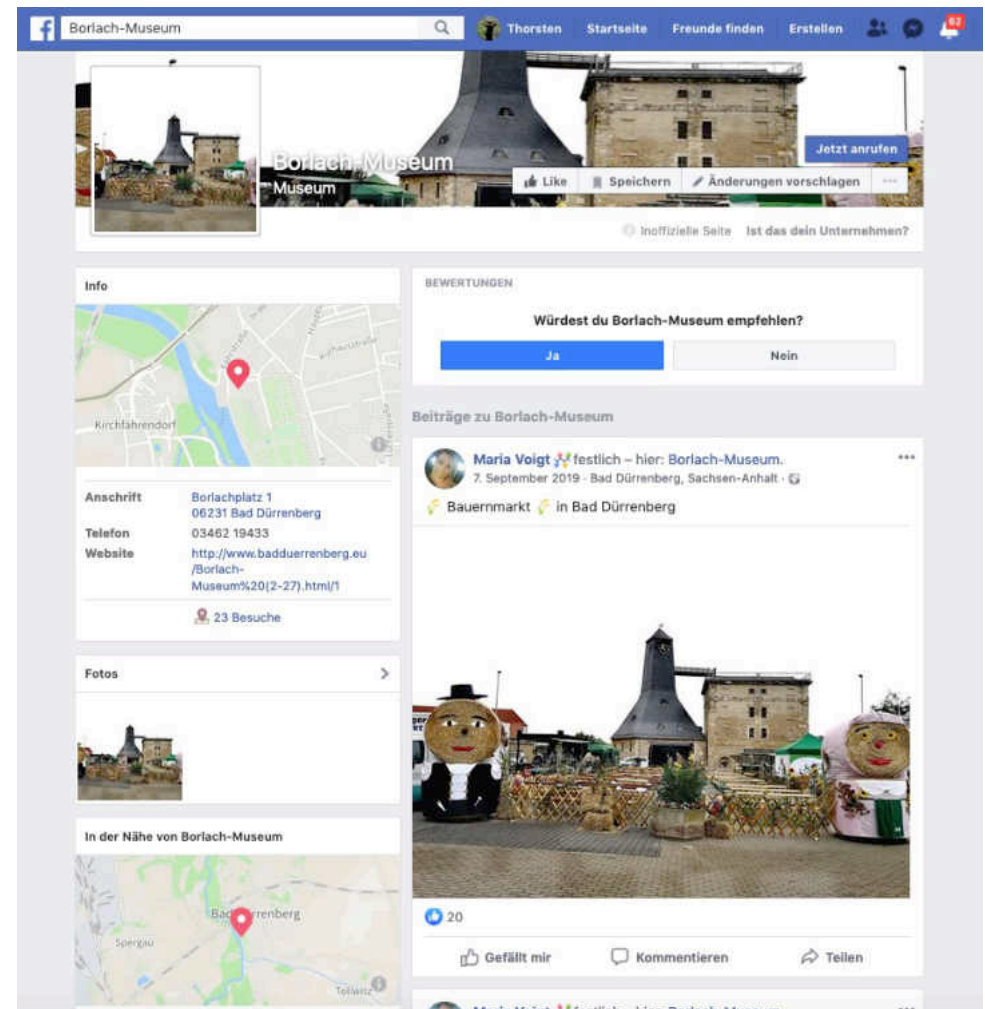 Borlach-Museum
Thorsten Startseite Freunde finden Erstellen 62
Borlach-Museum
Museum
Jetzt anrufen
Like Speichern Änderungen vorschlagen ...
Inoffizielle Seite Ist das dein Unternehmen?
Info
Kirchfährendorf
Anschrift Borlachplatz 1
06231 Bad Dürrenberg
Telefon 03462 19433
Website http://www.badduerrenberg.eu
/Borlach-
Museum%20(2-27).html/1
23 Besuche
Fotos
In der Nähe von Borlach-Museum
Spergau
Tollwitz
BEWERTUNGEN
Würdest du Borlach-Museum empfehlen?
Ja Nein
Beiträge zu Borlach-Museum
Maria Voigt festlich – hier: Borlach-Museum.
7. September 2019 · Bad Dürrenberg, Sachsen-Anhalt ·
Bauernmarkt in Bad Dürrenberg
20
Gefällt mir Kommentieren Teilen